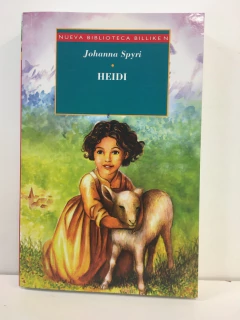 NUEVA BIBLIOTECA BILLIKEN
Johanna Spyri
HEIDI